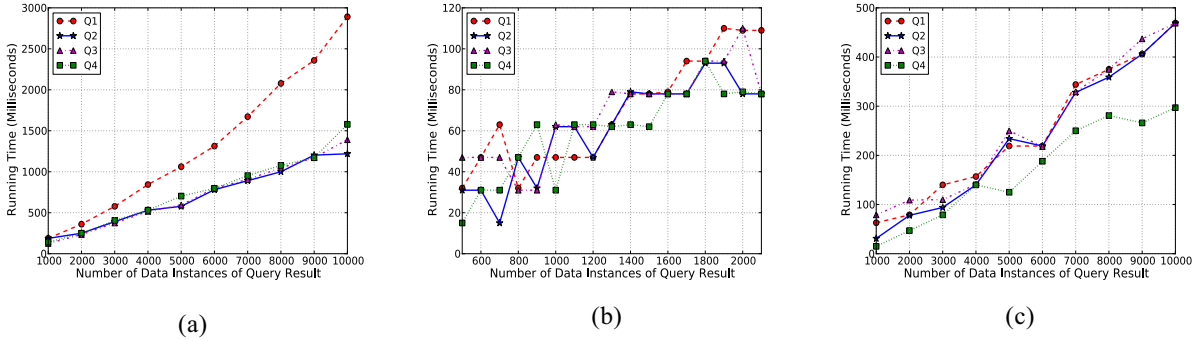 3000
2500
2000
1500
1000
500
0
Running Time (Milliseconds)
Q1
Q2
Q3
Q4
1000 2000 3000 4000 5000 6000 7000 8000 9000 10000
Number of Data Instances of Query Result
(a)
120
100
80
60
40
20
0
Running Time (Milliseconds)
Q1
Q2
Q3
Q4
600 800 1000 1200 1400 1600 1800 2000
Number of Data Instances of Query Result
(b)
500
400
300
200
100
0
Running Time (Milliseconds)
Q1
Q2
Q3
Q4
1000 2000 3000 4000 5000 6000 7000 8000 9000 10000
Number of Data Instances of Query Result
(c)